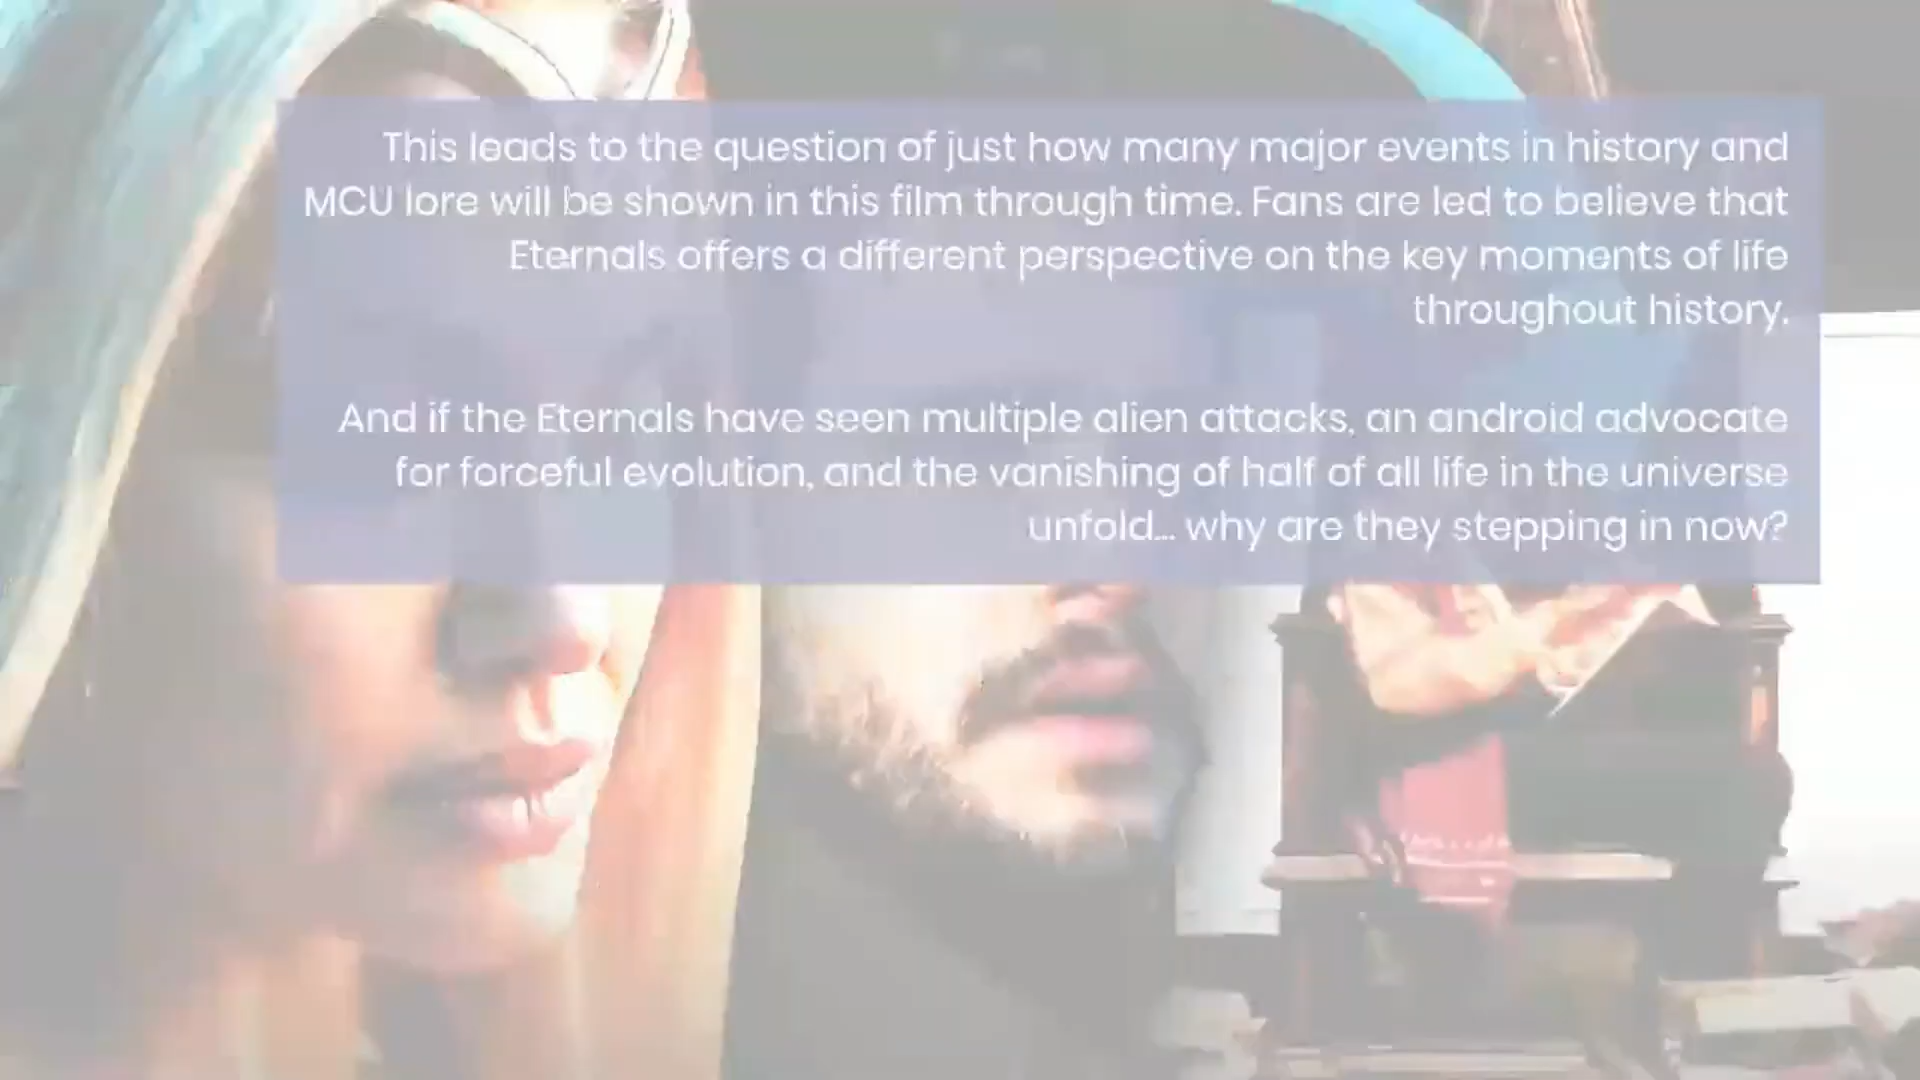 This leads to the question of just how many major events in history and
MCU lore will be shown in this film through time. Fans are led to believe that
Eternals offers a different perspective on the key moments of life
throughout history.
And if the Eternals have seen multiple alien attacks, an android advocate
for forceful evolution, and the vanishing of half of all life in the universe
unfold... why are they stepping in now?